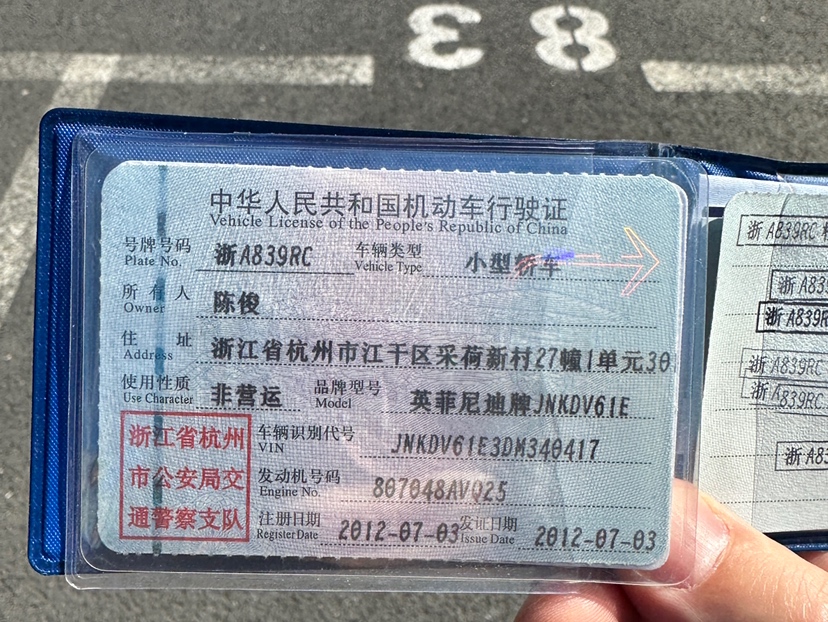 38
中华人民共和国机动车行驶证
Vehicle License of the People's Republic of China
号牌号码 浙A839RC 车辆类型 小型轿车
Plate No. Vehicle Type
所有人 陈俊
Owner
住址 浙江省杭州市江干区采荷新村27幢1单元30
Address
使用性质 非营运 品牌型号 英菲尼迪牌JNKDV61E
Use Character Model
浙江省杭州
市公安局交
通警察支队
车辆识别代号 JNKDV61E3DM340417
VIN
发动机号码 807048AVQ25
Engine No.
注册日期 2012-07-03 发证日期 2012-07-03
Register Date Issue Date
浙A839RC
浙A839
浙A839R
浙A839RC
浙A839RC
浙A83